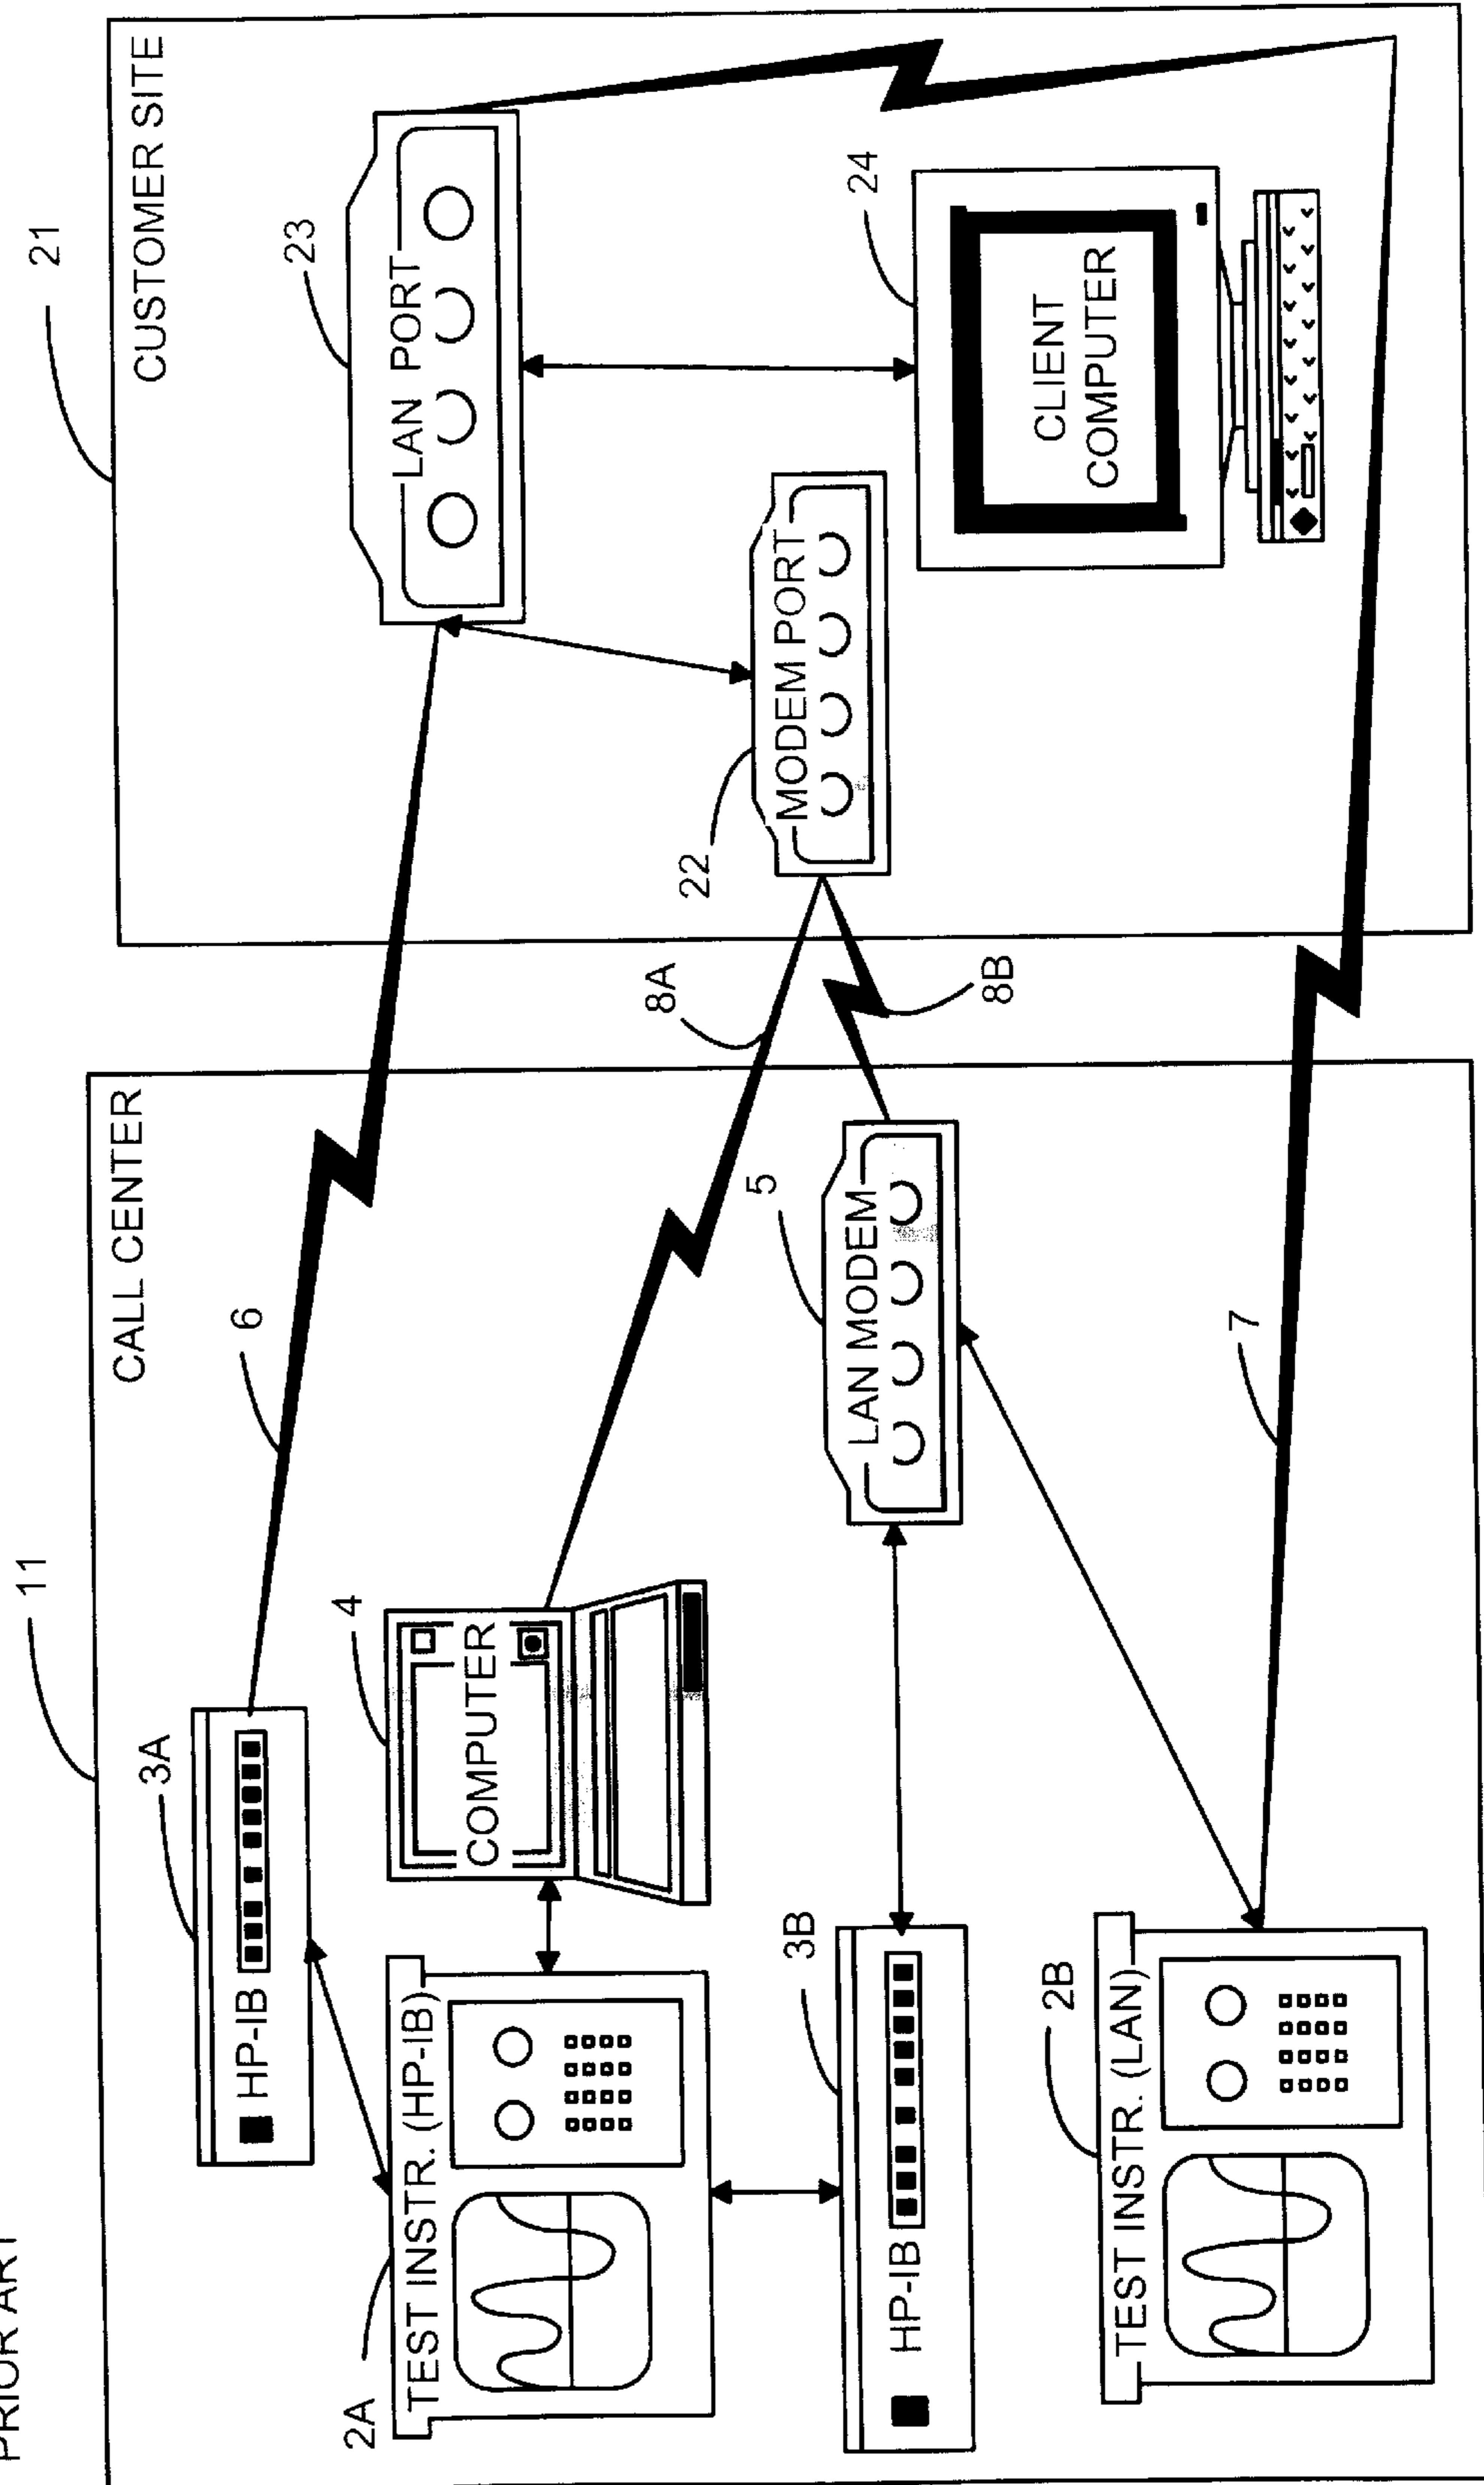 PRIOR ART
11
21
CALL CENTER
CUSTOMER SITE
3A
HP-IB
6
23
LAN PORT
4
COMPUTER
2A
TEST INSTR. (HP-IB)
8A
22
MODEM PORT
24
CLIENT
COMPUTER
3B
HP-IB
5
LAN MODEM
8B
2B
TEST INSTR. (LAN)
7